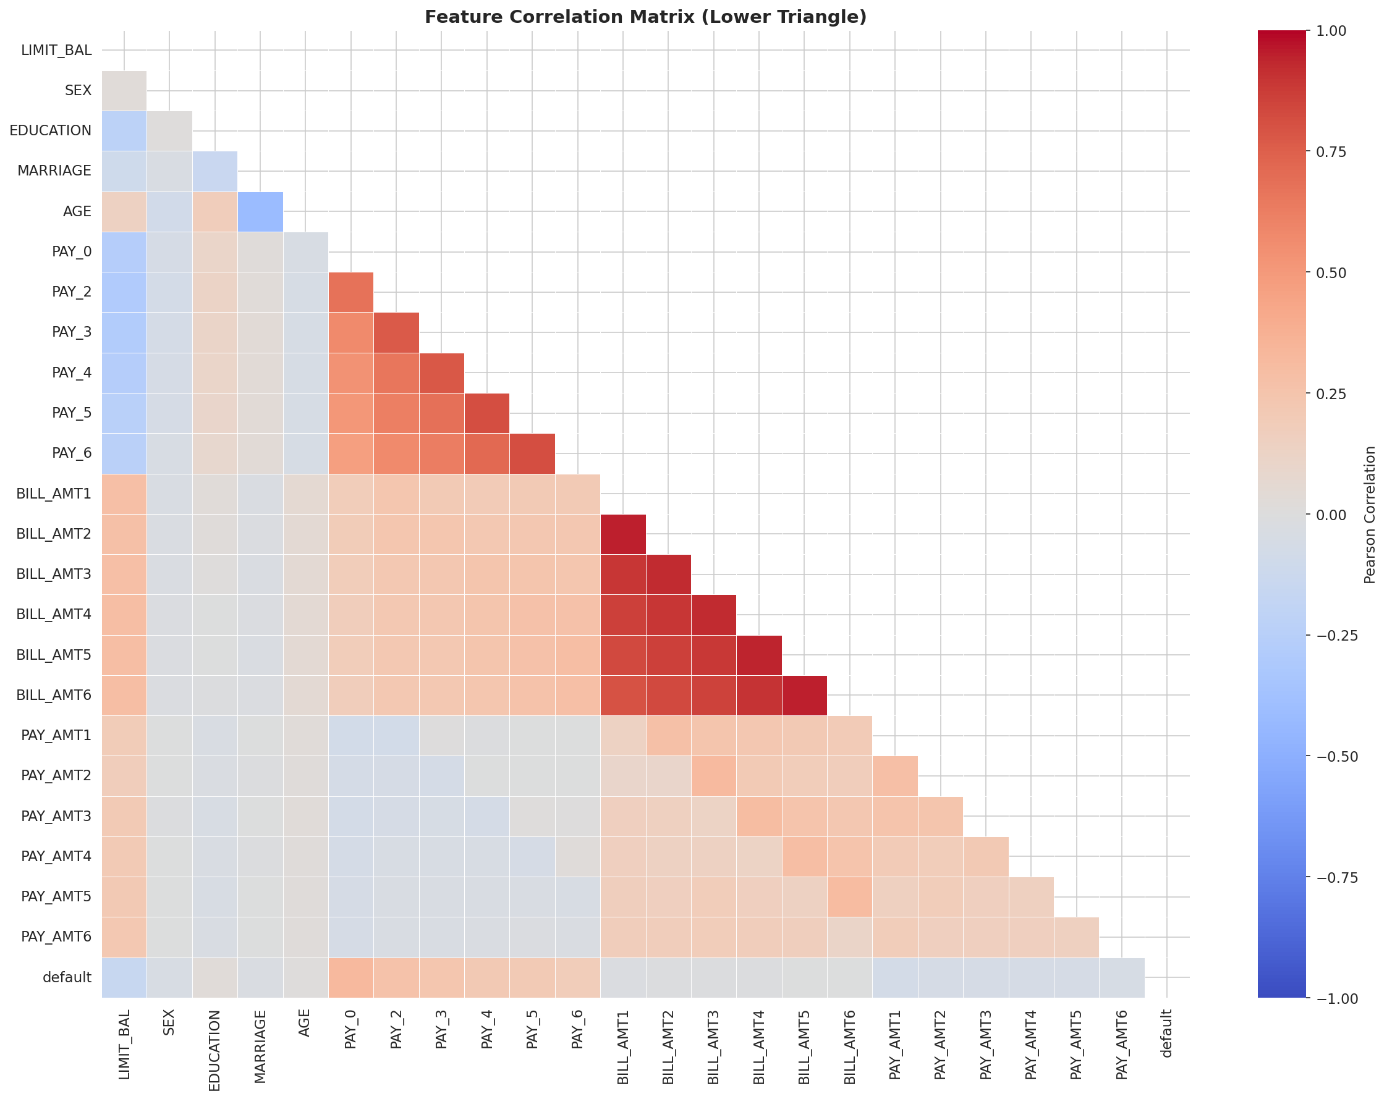 Feature Correlation Matrix (Lower Triangle)
LIMIT_BAL
SEX
EDUCATION
MARRIAGE
AGE
PAY_0
PAY_2
PAY_3
PAY_4
PAY_5
PAY_6
BILL_AMT1
BILL_AMT2
BILL_AMT3
BILL_AMT4
BILL_AMT5
BILL_AMT6
PAY_AMT1
PAY_AMT2
PAY_AMT3
PAY_AMT4
PAY_AMT5
PAY_AMT6
default
LIMIT_BAL
SEX
EDUCATION
MARRIAGE
AGE
PAY_0
PAY_2
PAY_3
PAY_4
PAY_5
PAY_6
BILL_AMT1
BILL_AMT2
BILL_AMT3
BILL_AMT4
BILL_AMT5
BILL_AMT6
PAY_AMT1
PAY_AMT2
PAY_AMT3
PAY_AMT4
PAY_AMT5
PAY_AMT6
default
1.00
0.75
0.50
0.25
0.00
−0.25
−0.50
−0.75
−1.00
Pearson Correlation